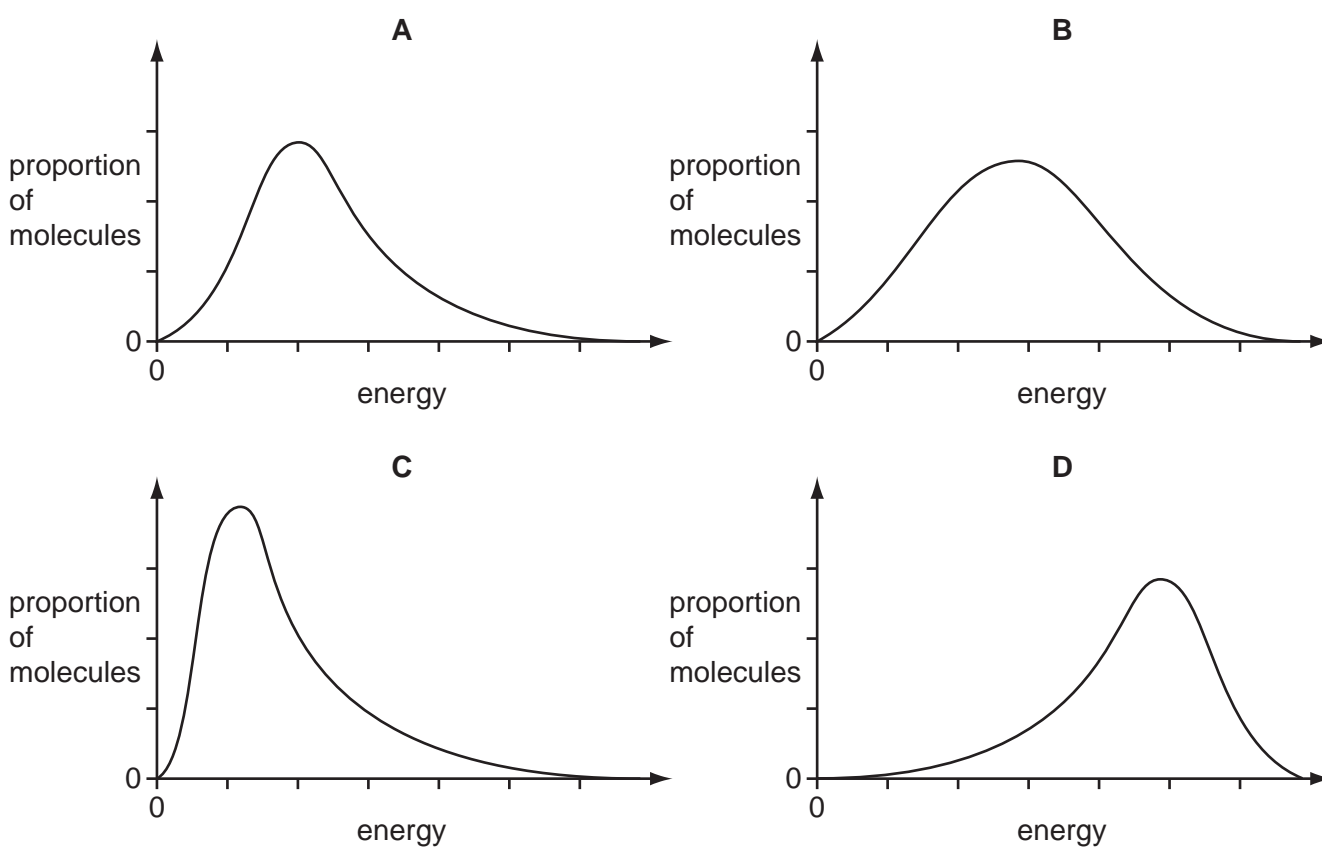 A
proportion
of
molecules
0
0
energy
B
proportion
of
molecules
0
0
energy
C
proportion
of
molecules
0
0
energy
D
proportion
of
molecules
0
0
energy